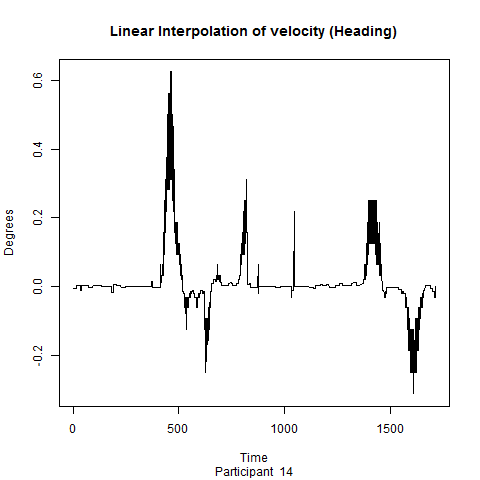 Linear Interpolation of velocity (Heading)
0.6
0.4
0.2
0.0
-0.2
Degrees
0
500
1000
1500
Time
Participant 14